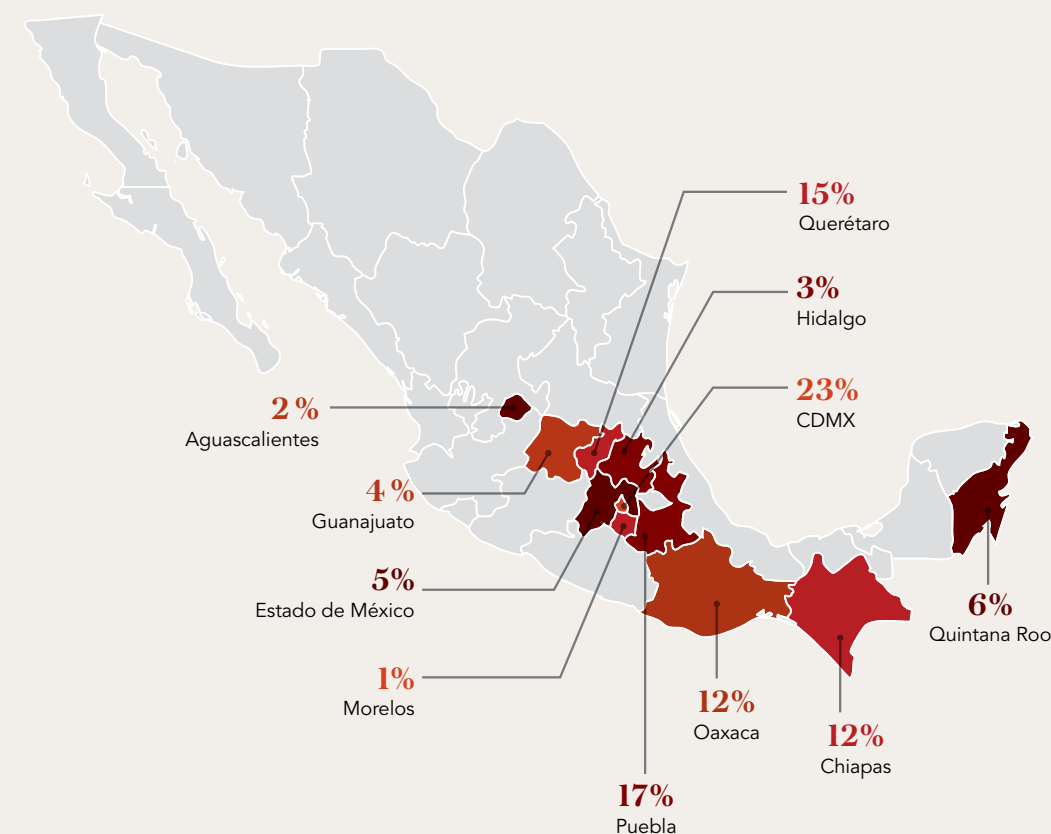 15%
Querétaro
3%
Hidalgo
23%
CDMX
2%
Aguascalientes
4%
Guanajuato
5%
Estado de México
6%
Quintana Roo
1%
Morelos
12%
Oaxaca
12%
Chiapas
17%
Puebla